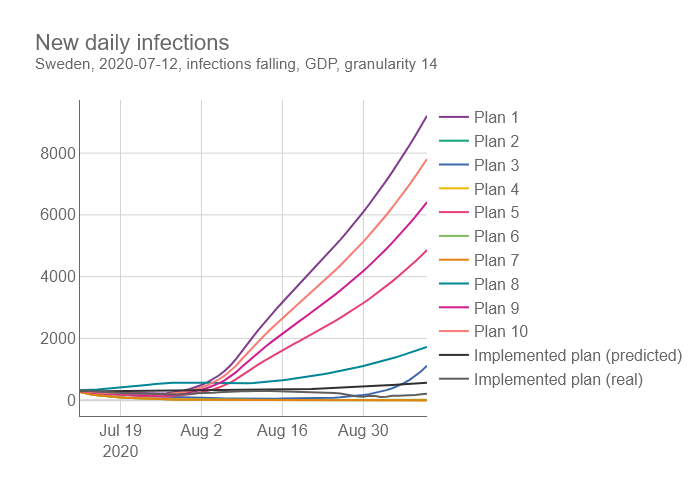 New daily infections
Sweden, 2020-07-12, infections falling, GDP, granularity 14
8000
6000
4000
2000
0
Jul 19
2020
Aug 2
Aug 16
Aug 30
Plan 1
Plan 2
Plan 3
Plan 4
Plan 5
Plan 6
Plan 7
Plan 8
Plan 9
Plan 10
Implemented plan (predicted)
Implemented plan (real)